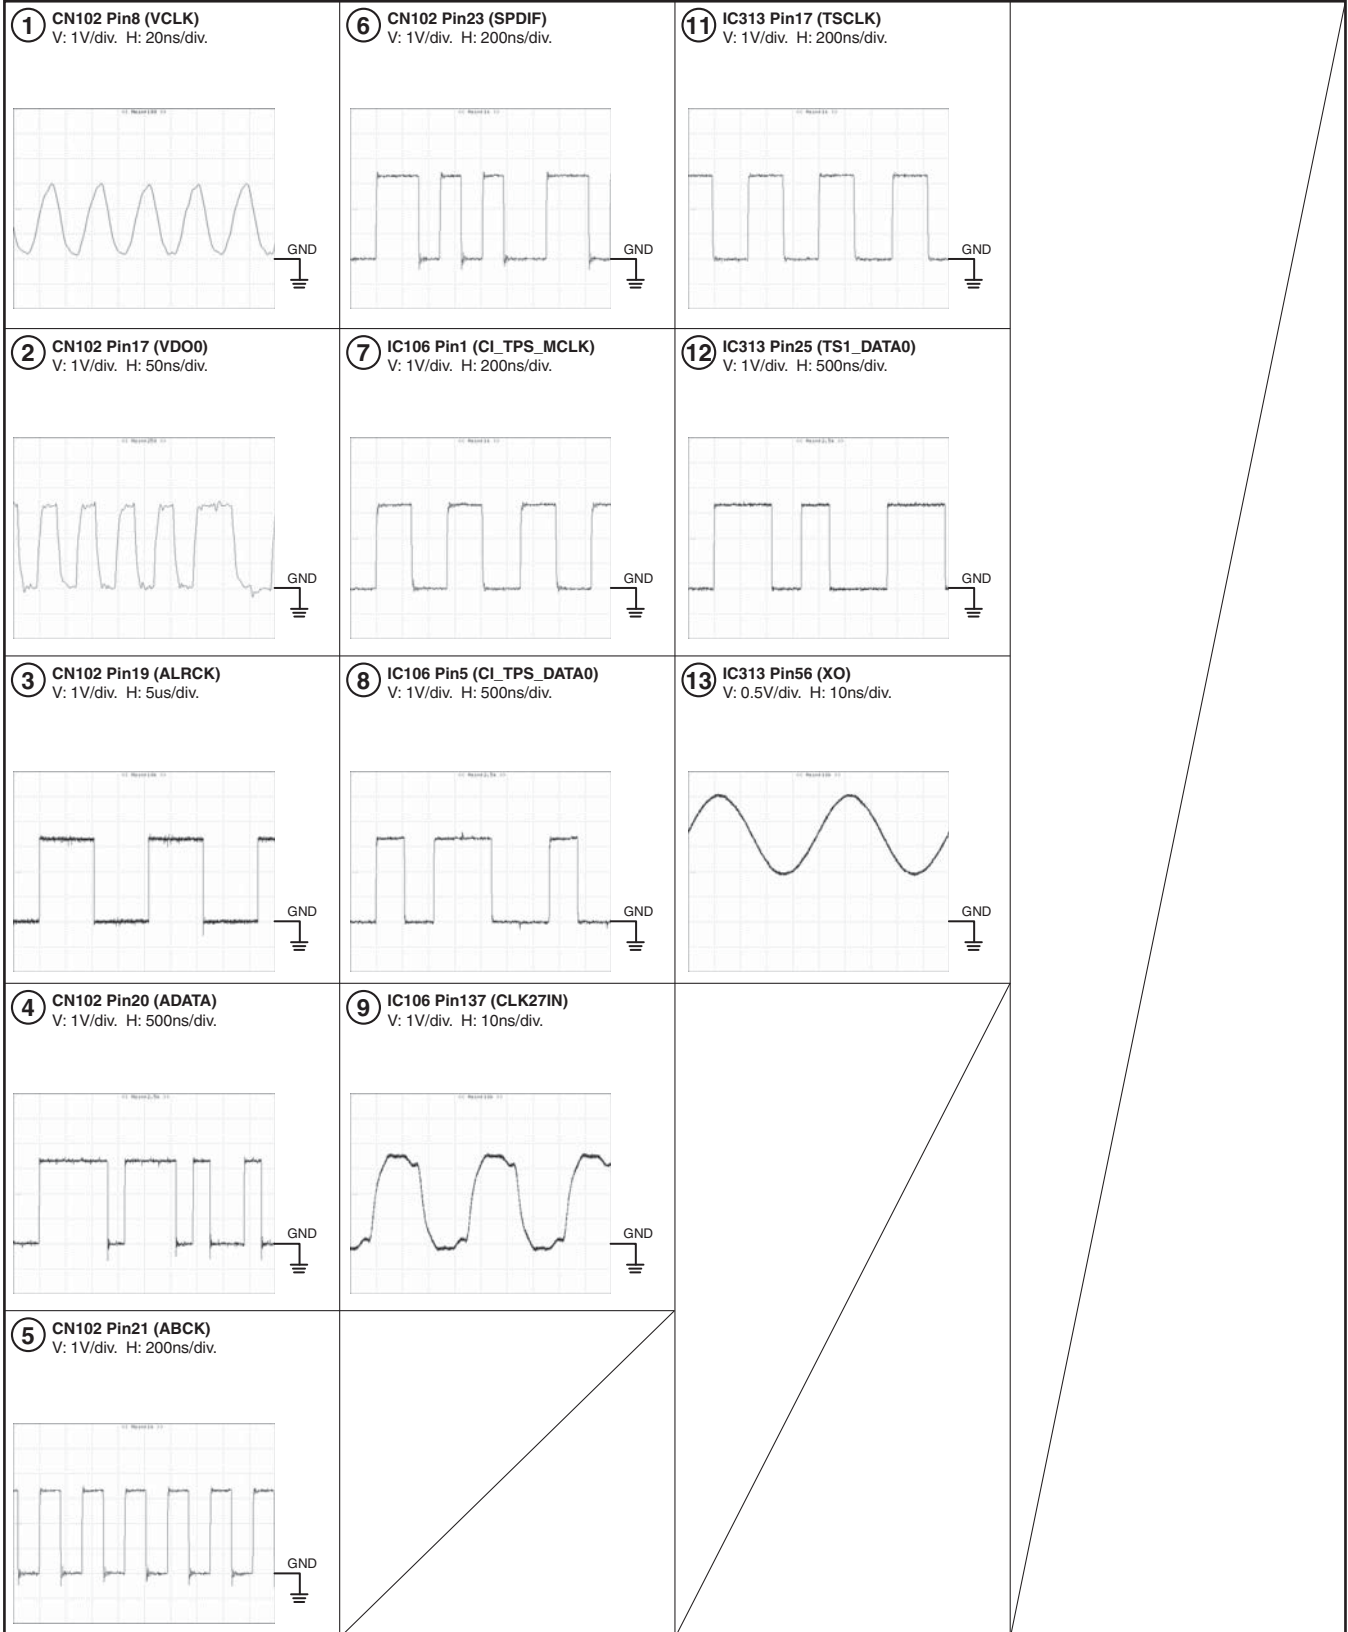 1 CN102 Pin8 (VCLK)
V: 1V/div. H: 20ns/div.
GND
2 CN102 Pin17 (VDO0)
V: 1V/div. H: 50ns/div.
GND
3 CN102 Pin19 (ALRCK)
V: 1V/div. H: 5us/div.
GND
4 CN102 Pin20 (ADATA)
V: 1V/div. H: 500ns/div.
GND
5 CN102 Pin21 (ABCK)
V: 1V/div. H: 200ns/div.
GND
6 CN102 Pin23 (SPDIF)
V: 1V/div. H: 200ns/div.
GND
7 IC106 Pin1 (CI_TPS_MCLK)
V: 1V/div. H: 200ns/div.
GND
8 IC106 Pin5 (CI_TPS_DATA0)
V: 1V/div. H: 500ns/div.
GND
9 IC106 Pin137 (CLK27IN)
V: 1V/div. H: 10ns/div.
GND
11 IC313 Pin17 (TSCLK)
V: 1V/div. H: 200ns/div.
GND
12 IC313 Pin25 (TS1_DATA0)
V: 1V/div. H: 500ns/div.
GND
13 IC313 Pin56 (XO)
V: 0.5V/div. H: 10ns/div.
GND